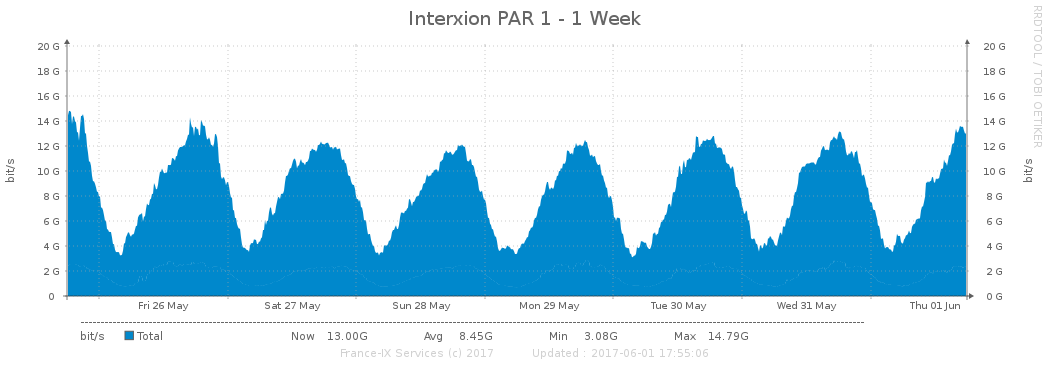 Interxion PAR 1 - 1 Week
RRDTOOL / TOBI OETIKER
bit/s
bit/s
20 G 20 G
18 G 18 G
16 G 16 G
14 G 14 G
12 G 12 G
10 G 10 G
8 G 8 G
6 G 6 G
4 G 4 G
2 G 2 G
0 0 G
Fri 26 May Sat 27 May Sun 28 May Mon 29 May Tue 30 May Wed 31 May Thu 01 Jun
bit/s Total Now 13.00G Avg 8.45G Min 3.08G Max 14.79G
France-IX Services (c) 2017 Updated : 2017-06-01 17:55:06